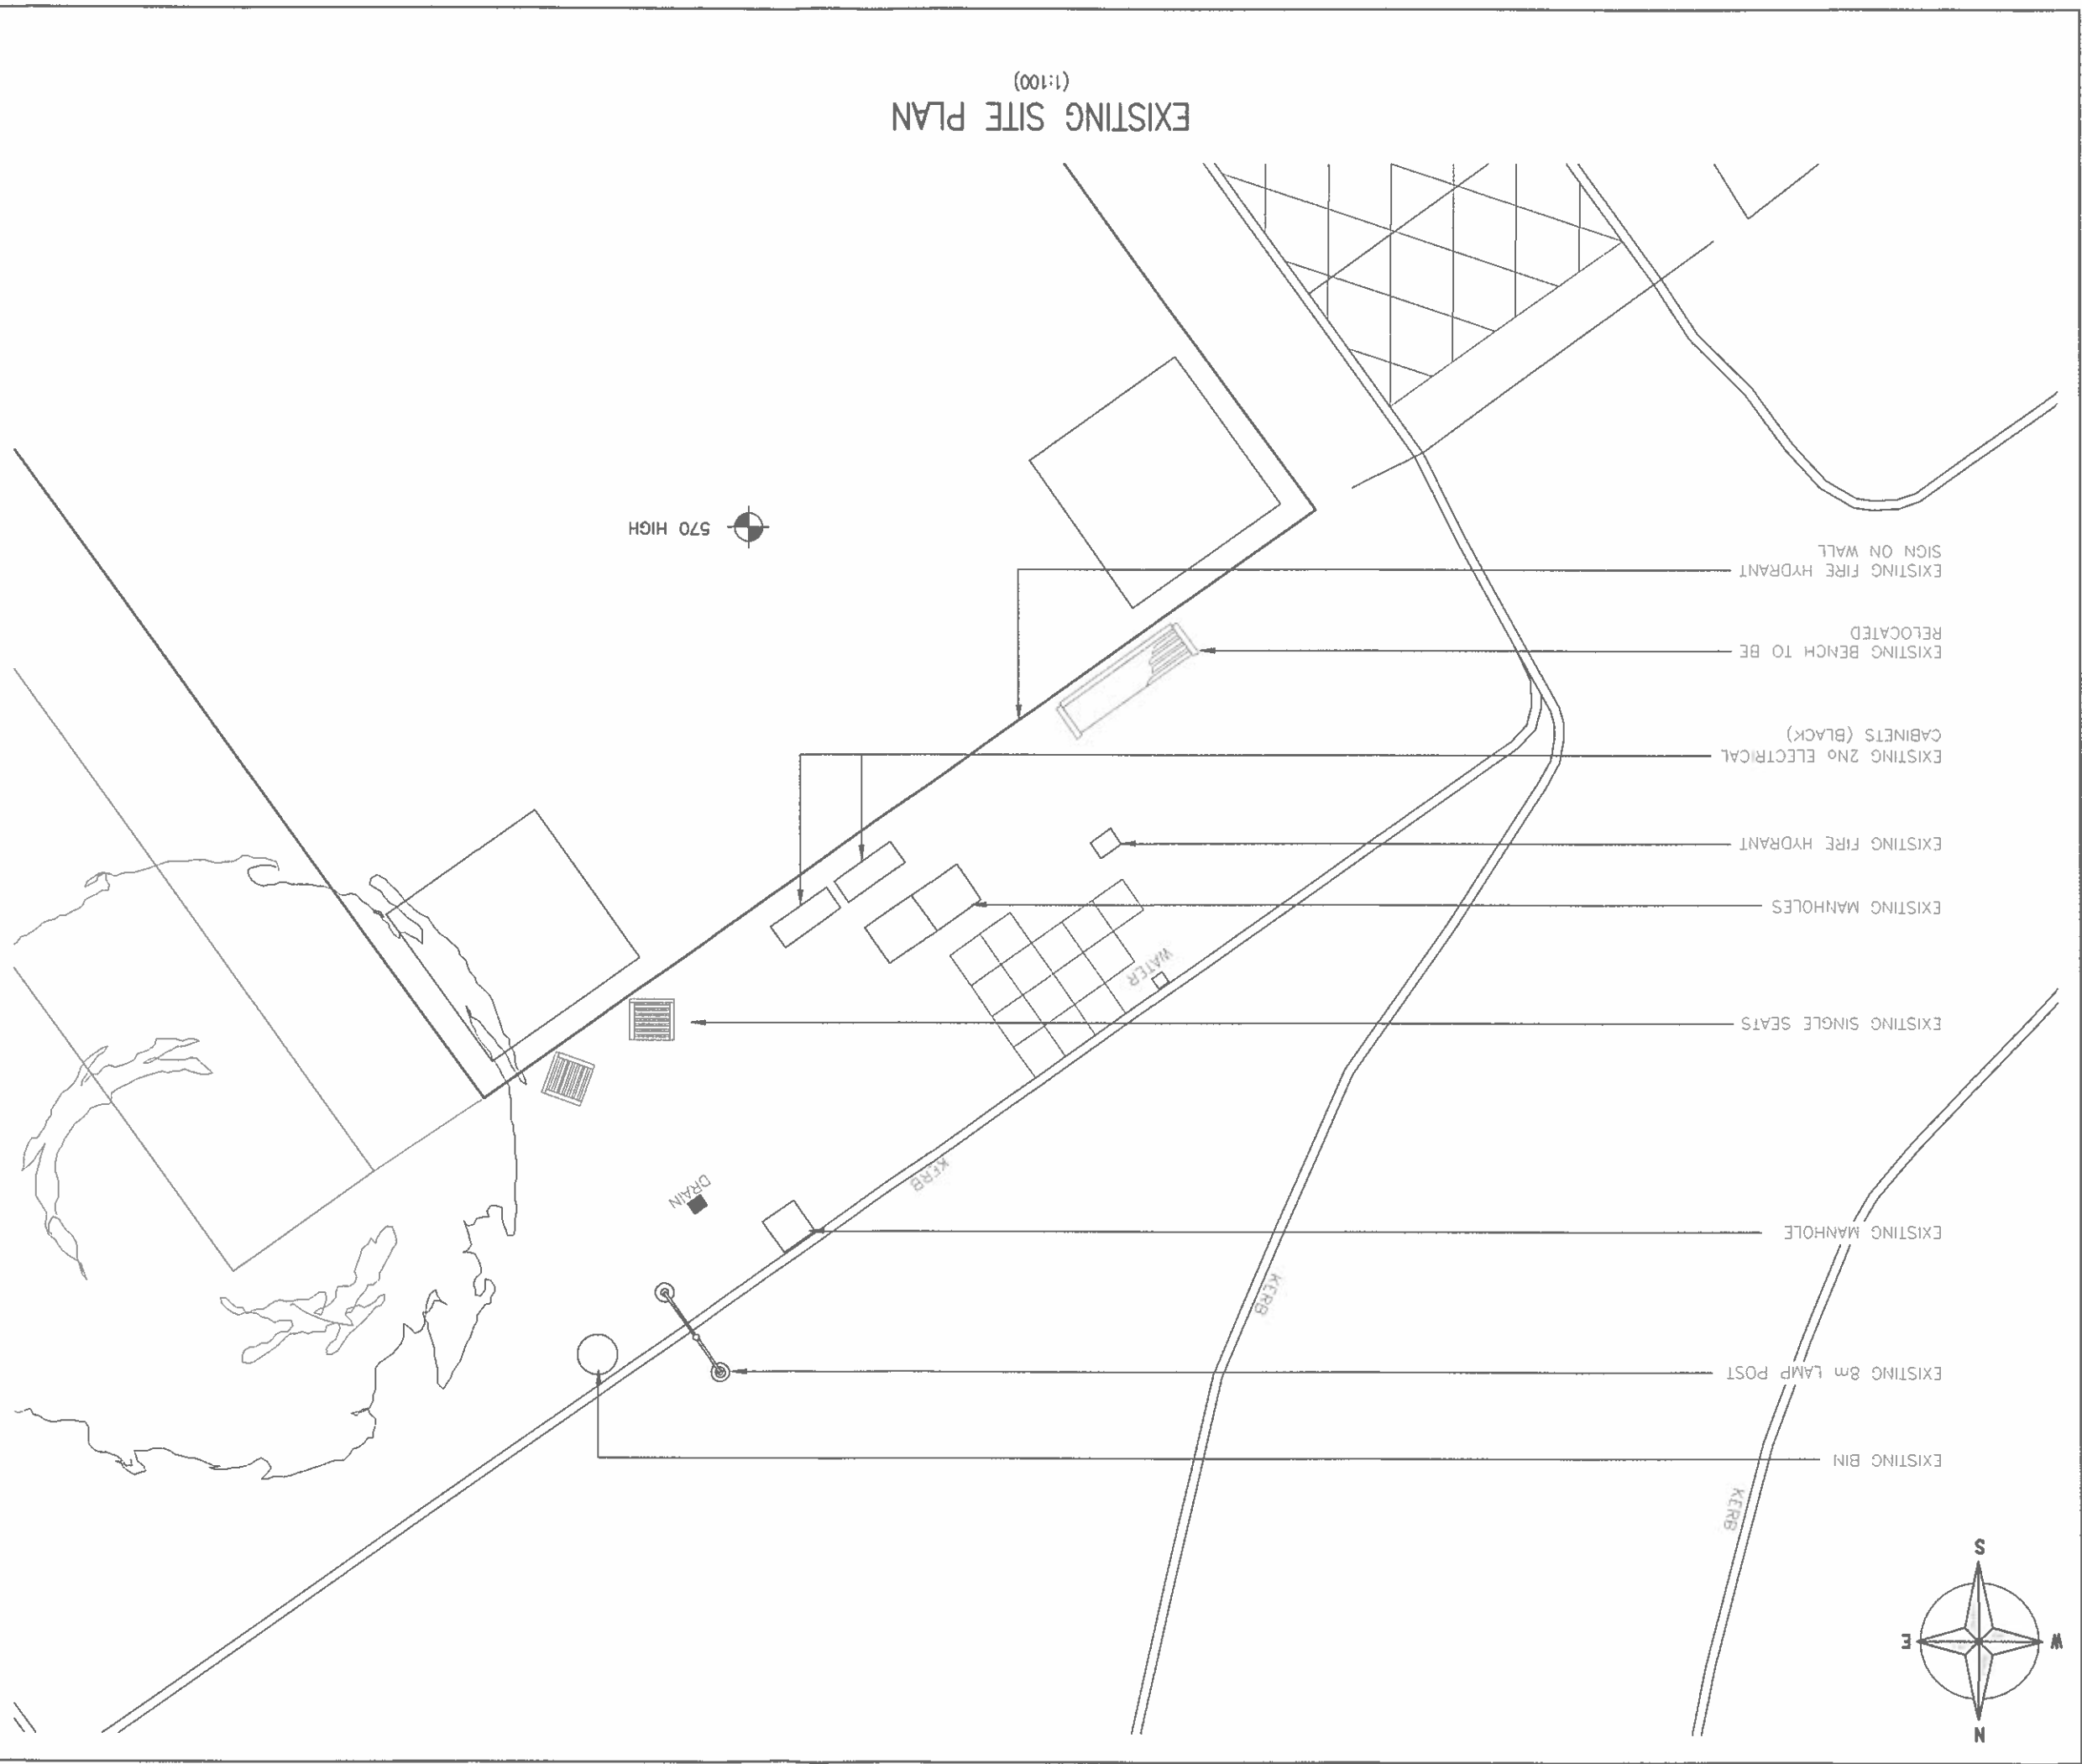 N
W
E
S
EXISTING BIN
KERB
EXISTING 8m LAMP POST
KERB
EXISTING MANHOLE
DRAIN
KERB
EXISTING SINGLE SEATS
WATER
EXISTING MANHOLES
EXISTING FIRE HYDRANT
EXISTING 2No ELECTRICAL
CABINETS (BLACK)
EXISTING BENCH TO BE
RELOCATED
EXISTING FIRE HYDRANT
SIGN ON WALL
570 HIGH
EXISTING SITE PLAN
(1:100)